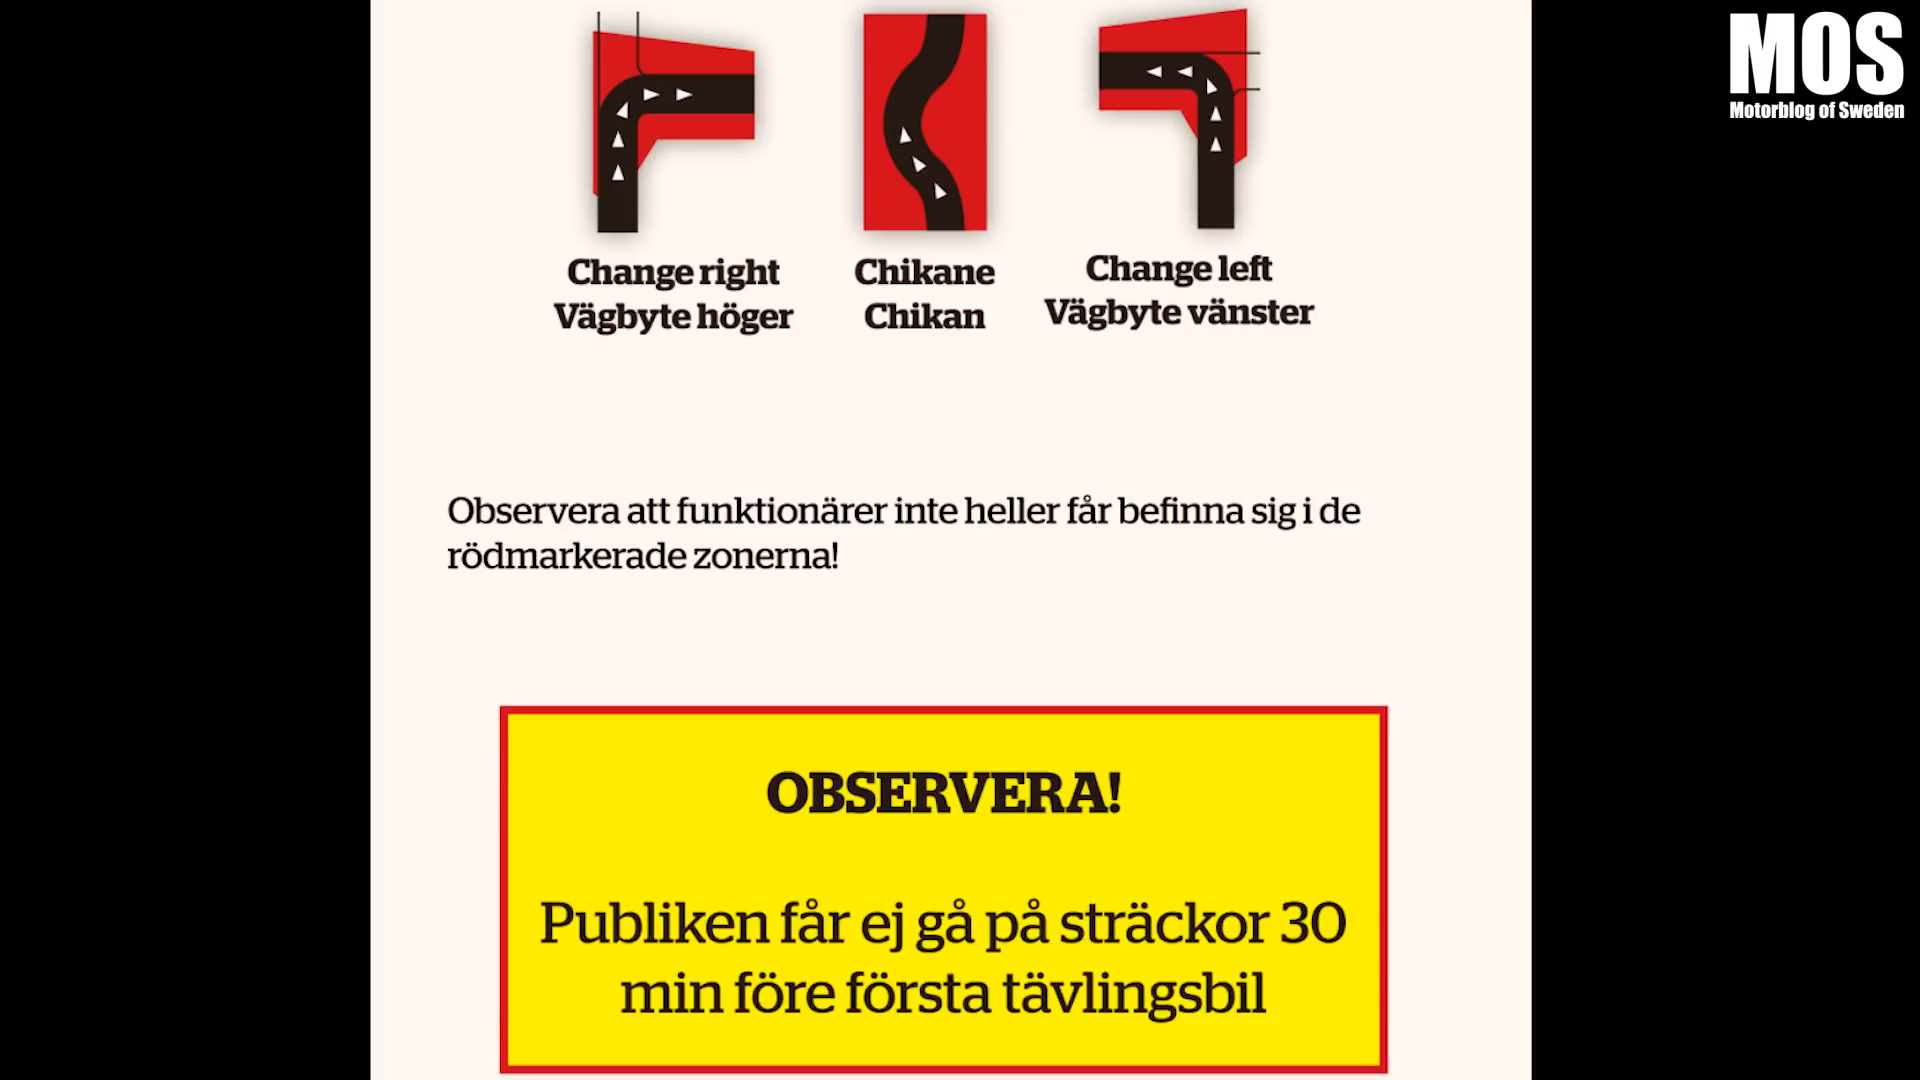 MOS
Motorblog of Sweden
Change right
Vägbyte höger
Chikane
Chikan
Change left
Vägbyte vänster
Observera att funktionärer inte heller får befinna sig i de
rödmarkerade zonerna!
OBSERVERA!
Publiken får ej gå på sträckor 30
min före första tävlingsbil